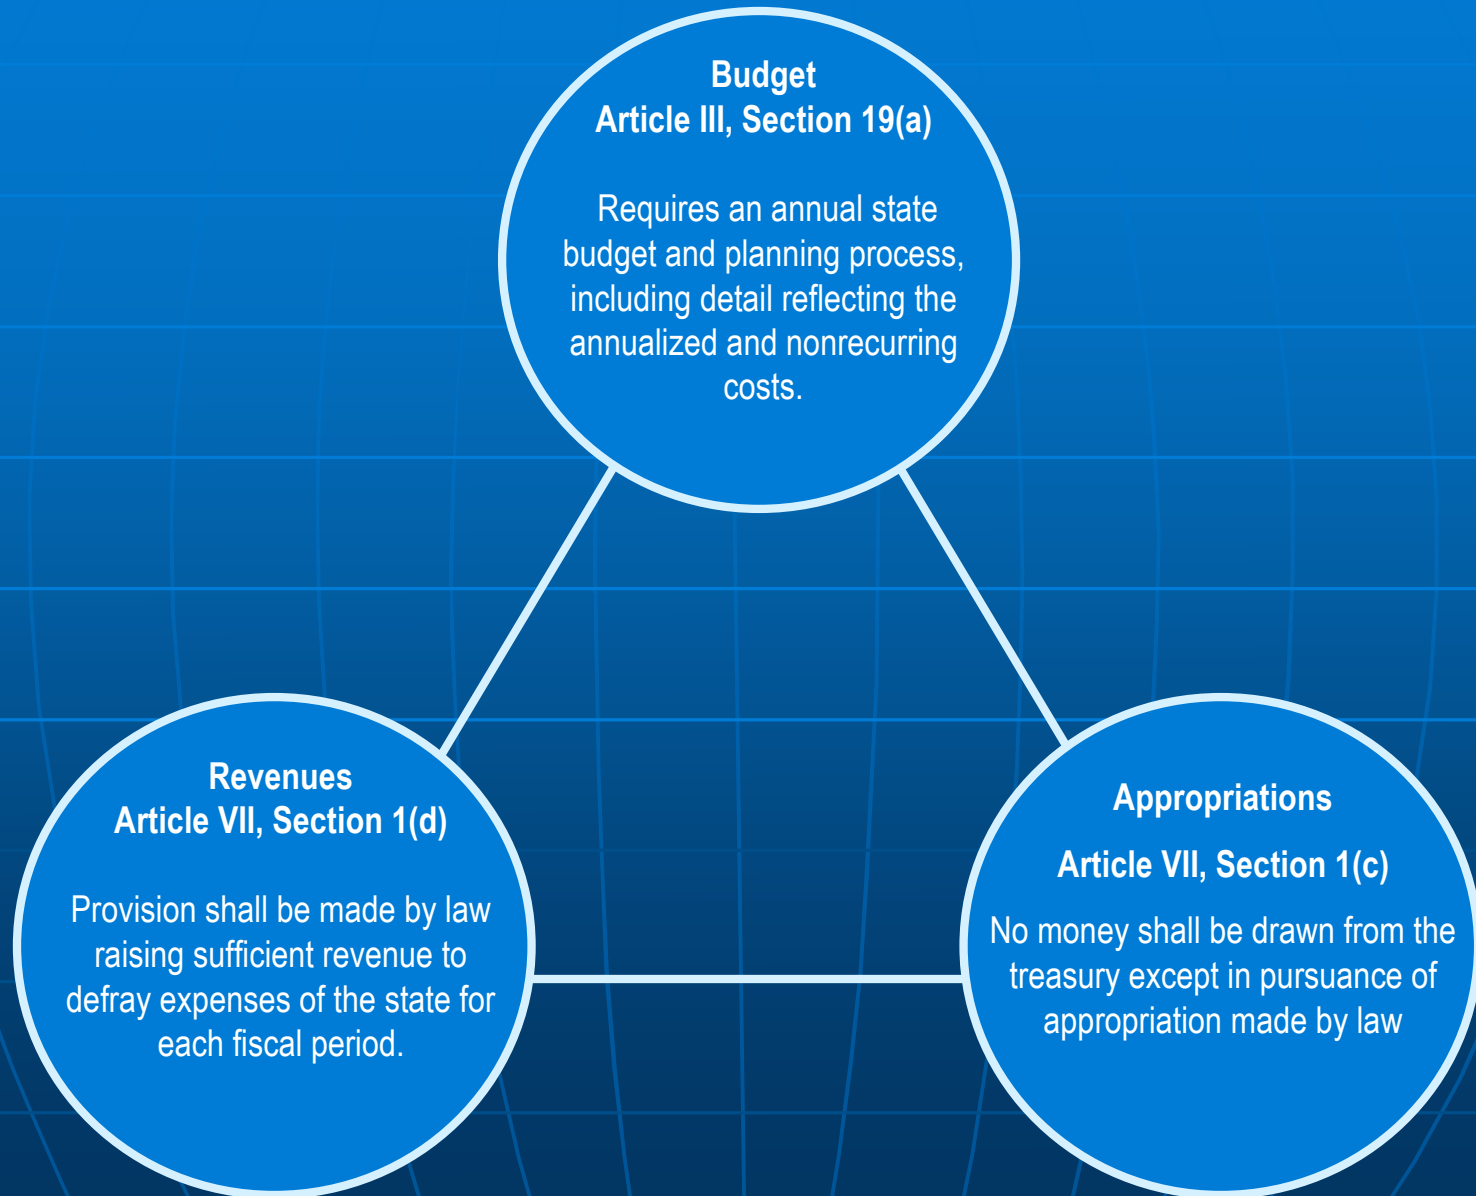 Budget
Article III, Section 19(a)
Requires an annual state
budget and planning process,
including detail reflecting the
annualized and nonrecurring
costs.
Revenues
Article VII, Section 1(d)
Provision shall be made by law
raising sufficient revenue to
defray expenses of the state for
each fiscal period.
Appropriations
Article VII, Section 1(c)
No money shall be drawn from the
treasury except in pursuance of
appropriation made by law